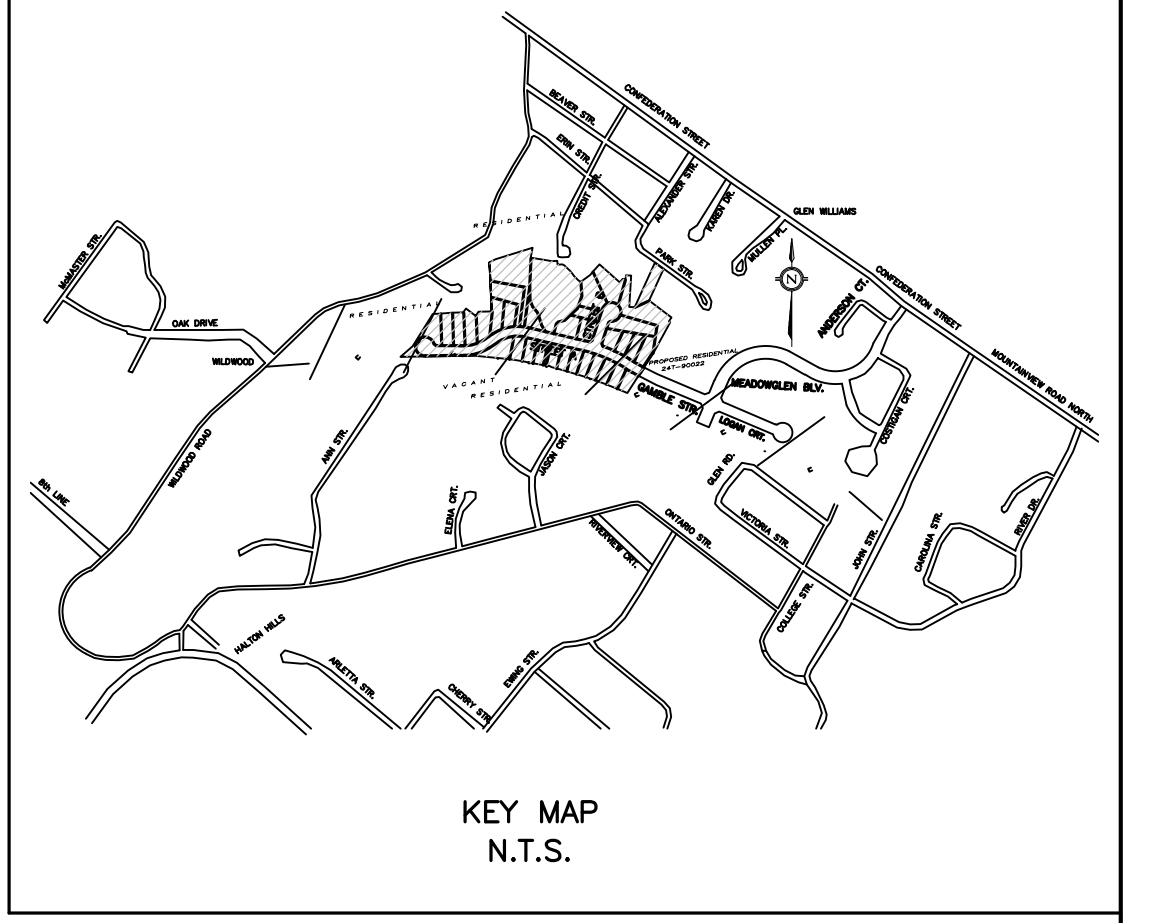 CONFEDERATION STREET
BEAVER STR.
ERIN STR.
CREDIT STR.
ALEXANDER STR.
KAREN DR.
MULLEN PL.
GLEN WILLIAMS
RESIDENTIAL
PARK STR.
N
McMASTER STR.
OAK DRIVE
WILDWOOD
RESIDENTIAL
ANDERSON CT.
CONFEDERATION STREET
MOUNTAINVIEW ROAD NORTH
PROPOSED RESIDENTIAL
24T-90022
VACANT
RESIDENTIAL
GAMBLE STR.
MEADOWGLEN BLV.
LOGAN CRT.
COSTIGAN CRT.
WILDWOOD ROAD
ANN STR.
JASON CRT.
ELENA CRT.
GLEN RD.
8th LINE
RIVERVIEW CRT.
ONTARIO STR.
VICTORIA STR.
JOHN STR.
CAROLINA STR.
RIVER DR.
COLLEGE STR.
HALTON HILLS
ARLETTA STR.
CHERRY STR.
EWING STR.
KEY MAP
N.T.S.